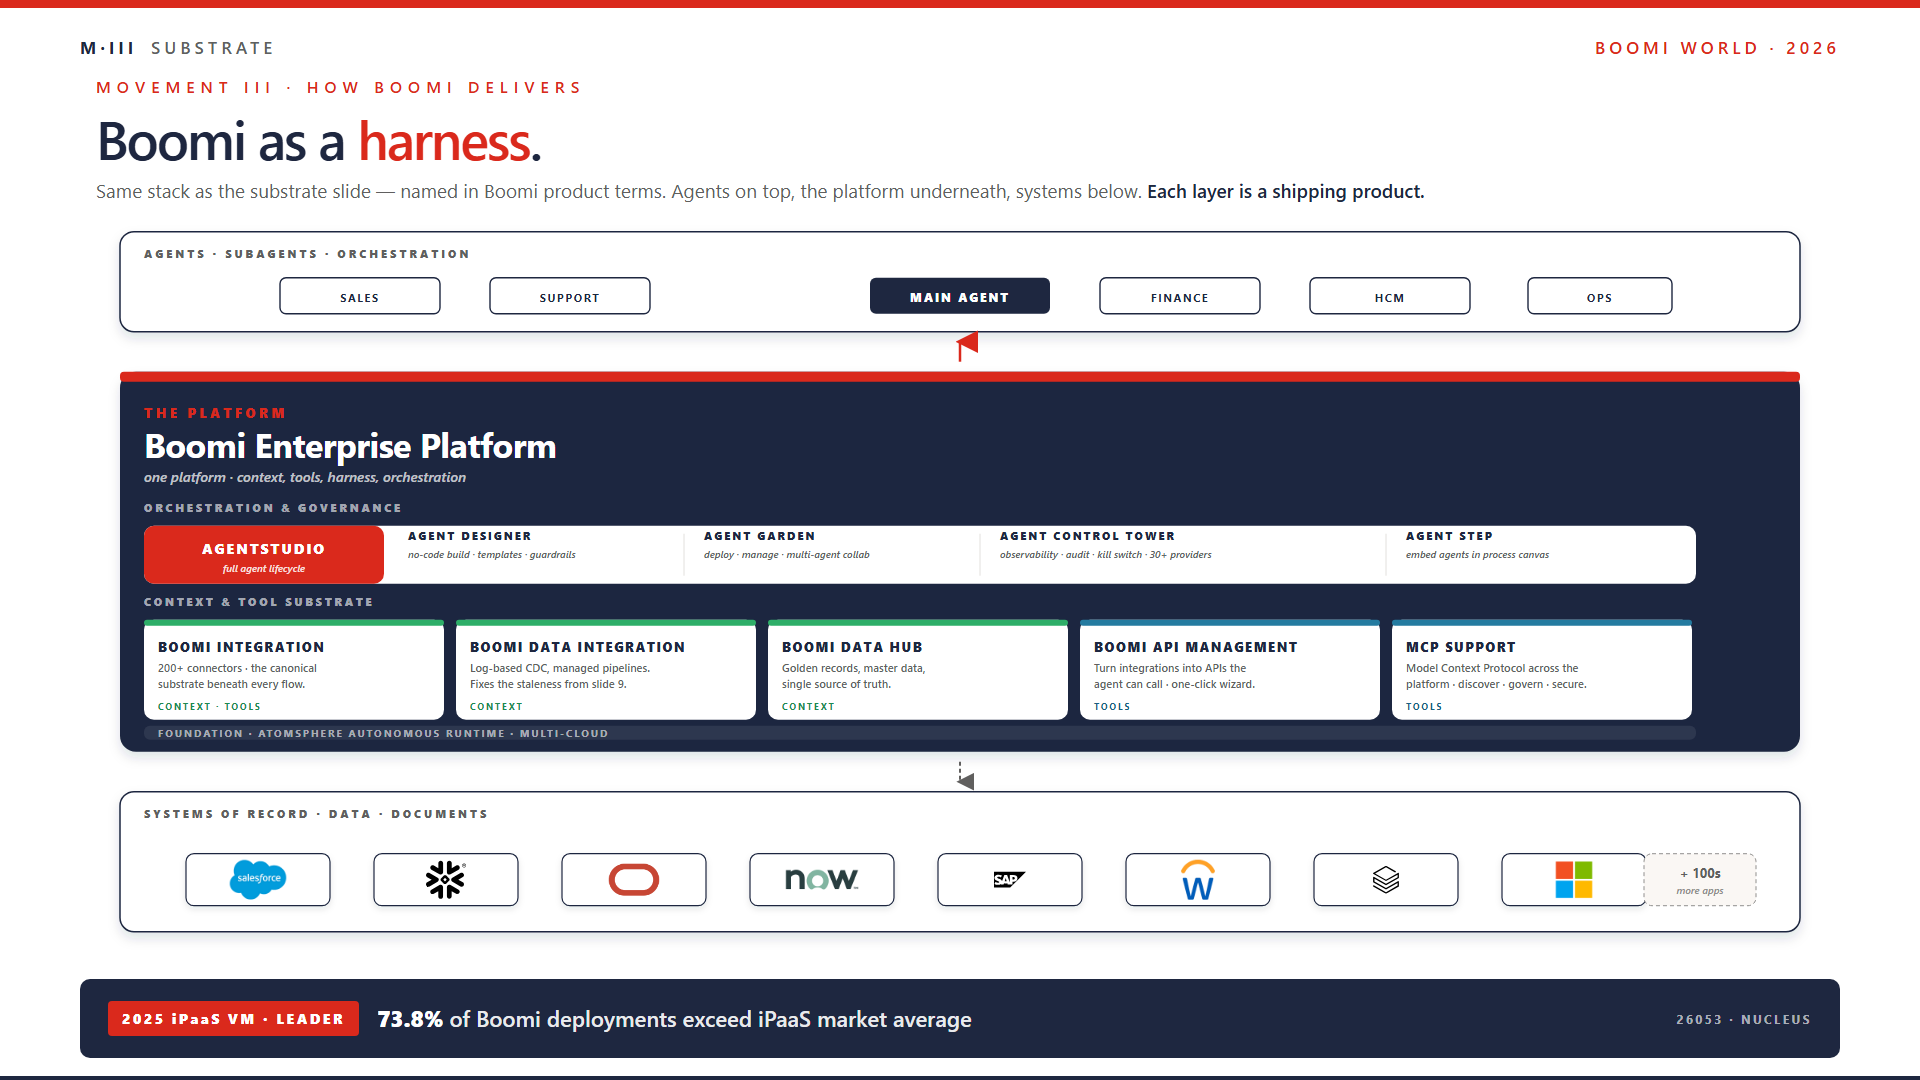 M·III SUBSTRATE
BOOMI WORLD · 2026
MOVEMENT III · HOW BOOMI DELIVERS
Boomi as a harness.
Same stack as the substrate slide — named in Boomi product terms. Agents on top, the platform underneath, systems below. Each layer is a shipping product.
AGENTS · SUBAGENTS · ORCHESTRATION
SALES
SUPPORT
MAIN AGENT
FINANCE
HCM
OPS
THE PLATFORM
Boomi Enterprise Platform
one platform · context, tools, harness, orchestration
ORCHESTRATION & GOVERNANCE
AGENTSTUDIO
full agent lifecycle
AGENT DESIGNER
no-code build · templates · guardrails
AGENT GARDEN
deploy · manage · multi-agent collab
AGENT CONTROL TOWER
observability · audit · kill switch · 30+ providers
AGENT STEP
embed agents in process canvas
CONTEXT & TOOL SUBSTRATE
BOOMI INTEGRATION
200+ connectors · the canonical
substrate beneath every flow.
CONTEXT · TOOLS
BOOMI DATA INTEGRATION
Log-based CDC, managed pipelines.
Fixes the staleness from slide 9.
CONTEXT
BOOMI DATA HUB
Golden records, master data,
single source of truth.
CONTEXT
BOOMI API MANAGEMENT
Turn integrations into APIs the
agent can call · one-click wizard.
TOOLS
MCP SUPPORT
Model Context Protocol across the
platform · discover · govern · secure.
TOOLS
FOUNDATION · ATOMSPHERE AUTONOMOUS RUNTIME · MULTI-CLOUD
SYSTEMS OF RECORD · DATA · DOCUMENTS
salesforce
now
SAP
W
+ 100s
more apps
2025 iPaaS VM · LEADER
73.8% of Boomi deployments exceed iPaaS market average
26053 · NUCLEUS